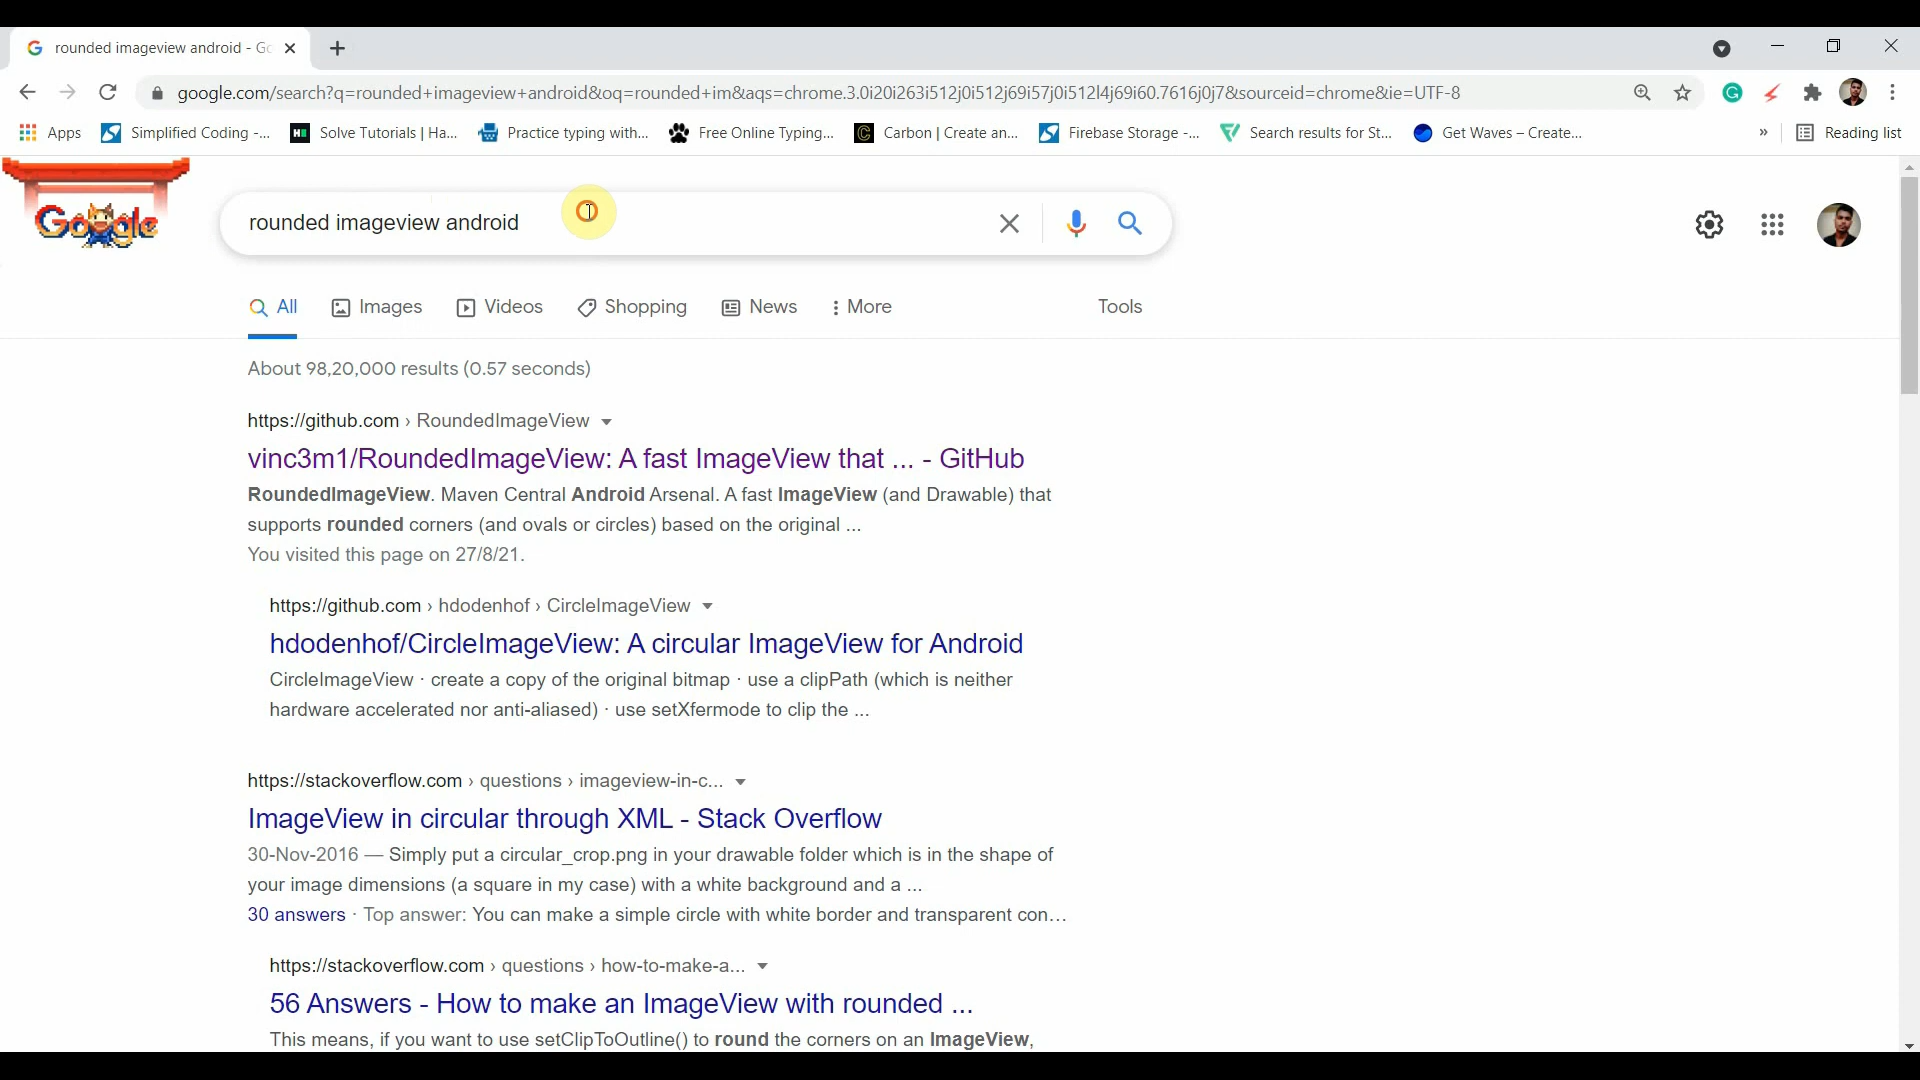 rounded imageview android - Go
google.com/search?q=rounded+imageview+android&oq=rounded+im&aqs=chrome.3.0i20i263i512j0i512j69i57j0i512l4j69i60.7616j0j7&sourceid=chrome&ie=UTF-8
Apps Simplified Coding -... Solve Tutorials | Ha... Practice typing with... Free Online Typing... Carbon | Create an... Firebase Storage -... Search results for St... Get Waves – Create... » Reading list
Google
rounded imageview android
All Images Videos Shopping News More Tools
About 98,20,000 results (0.57 seconds)
https://github.com › RoundedImageView
vinc3m1/RoundedImageView: A fast ImageView that ... - GitHub
RoundedImageView. Maven Central Android Arsenal. A fast ImageView (and Drawable) that
supports rounded corners (and ovals or circles) based on the original ...
You visited this page on 27/8/21.
https://github.com › hdodenhof › CircleImageView
hdodenhof/CircleImageView: A circular ImageView for Android
CircleImageView · create a copy of the original bitmap · use a clipPath (which is neither
hardware accelerated nor anti-aliased) · use setXfermode to clip the ...
https://stackoverflow.com › questions › imageview-in-c...
ImageView in circular through XML - Stack Overflow
30-Nov-2016 — Simply put a circular_crop.png in your drawable folder which is in the shape of
your image dimensions (a square in my case) with a white background and a ...
30 answers · Top answer: You can make a simple circle with white border and transparent con...
https://stackoverflow.com › questions › how-to-make-a...
56 Answers - How to make an ImageView with rounded ...
This means, if you want to use setClipToOutline() to round the corners on an ImageView,